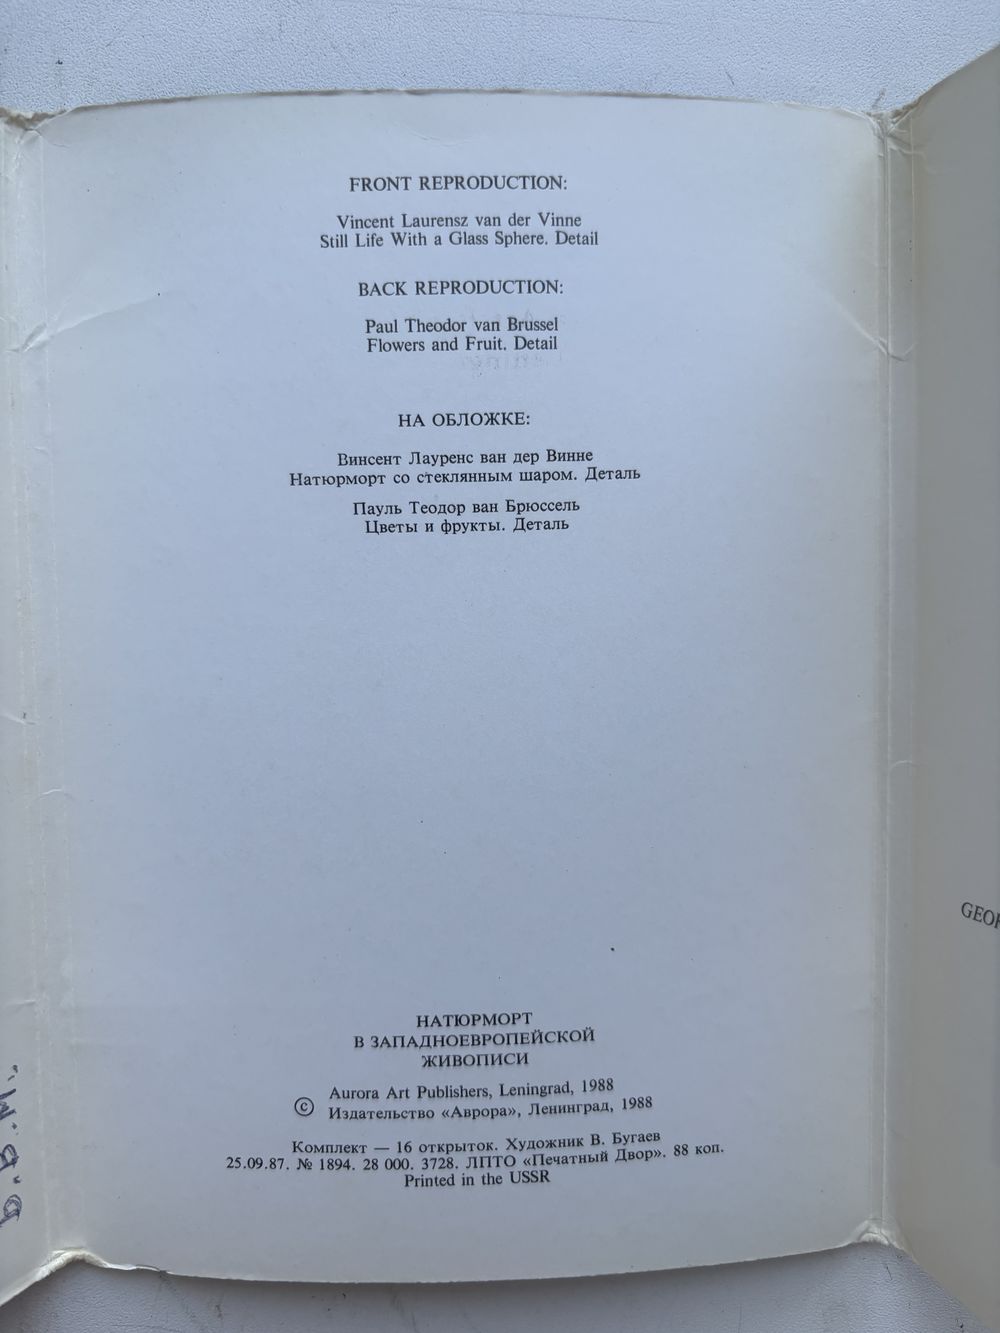 FRONT REPRODUCTION:
Vincent Laurensz van der Vinne
Still Life With a Glass Sphere. Detail
BACK REPRODUCTION:
Paul Theodor van Brussel
Flowers and Fruit. Detail
НА ОБЛОЖКЕ:
Винсент Лауренс ван дер Винне
Натюрморт со стеклянным шаром. Деталь
Пауль Теодор ван Брюссель
Цветы и фрукты. Деталь
НАТЮРМОРТ
В ЗАПАДНОЕВРОПЕЙСКОЙ
ЖИВОПИСИ
© Aurora Art Publishers, Leningrad, 1988
Издательство «Аврора», Ленинград, 1988
Комплект — 16 открыток. Художник В. Бугаев
25.09.87. № 1894. 28 000. 3728. ЛПТО «Печатный Двор». 88 коп.
Printed in the USSR